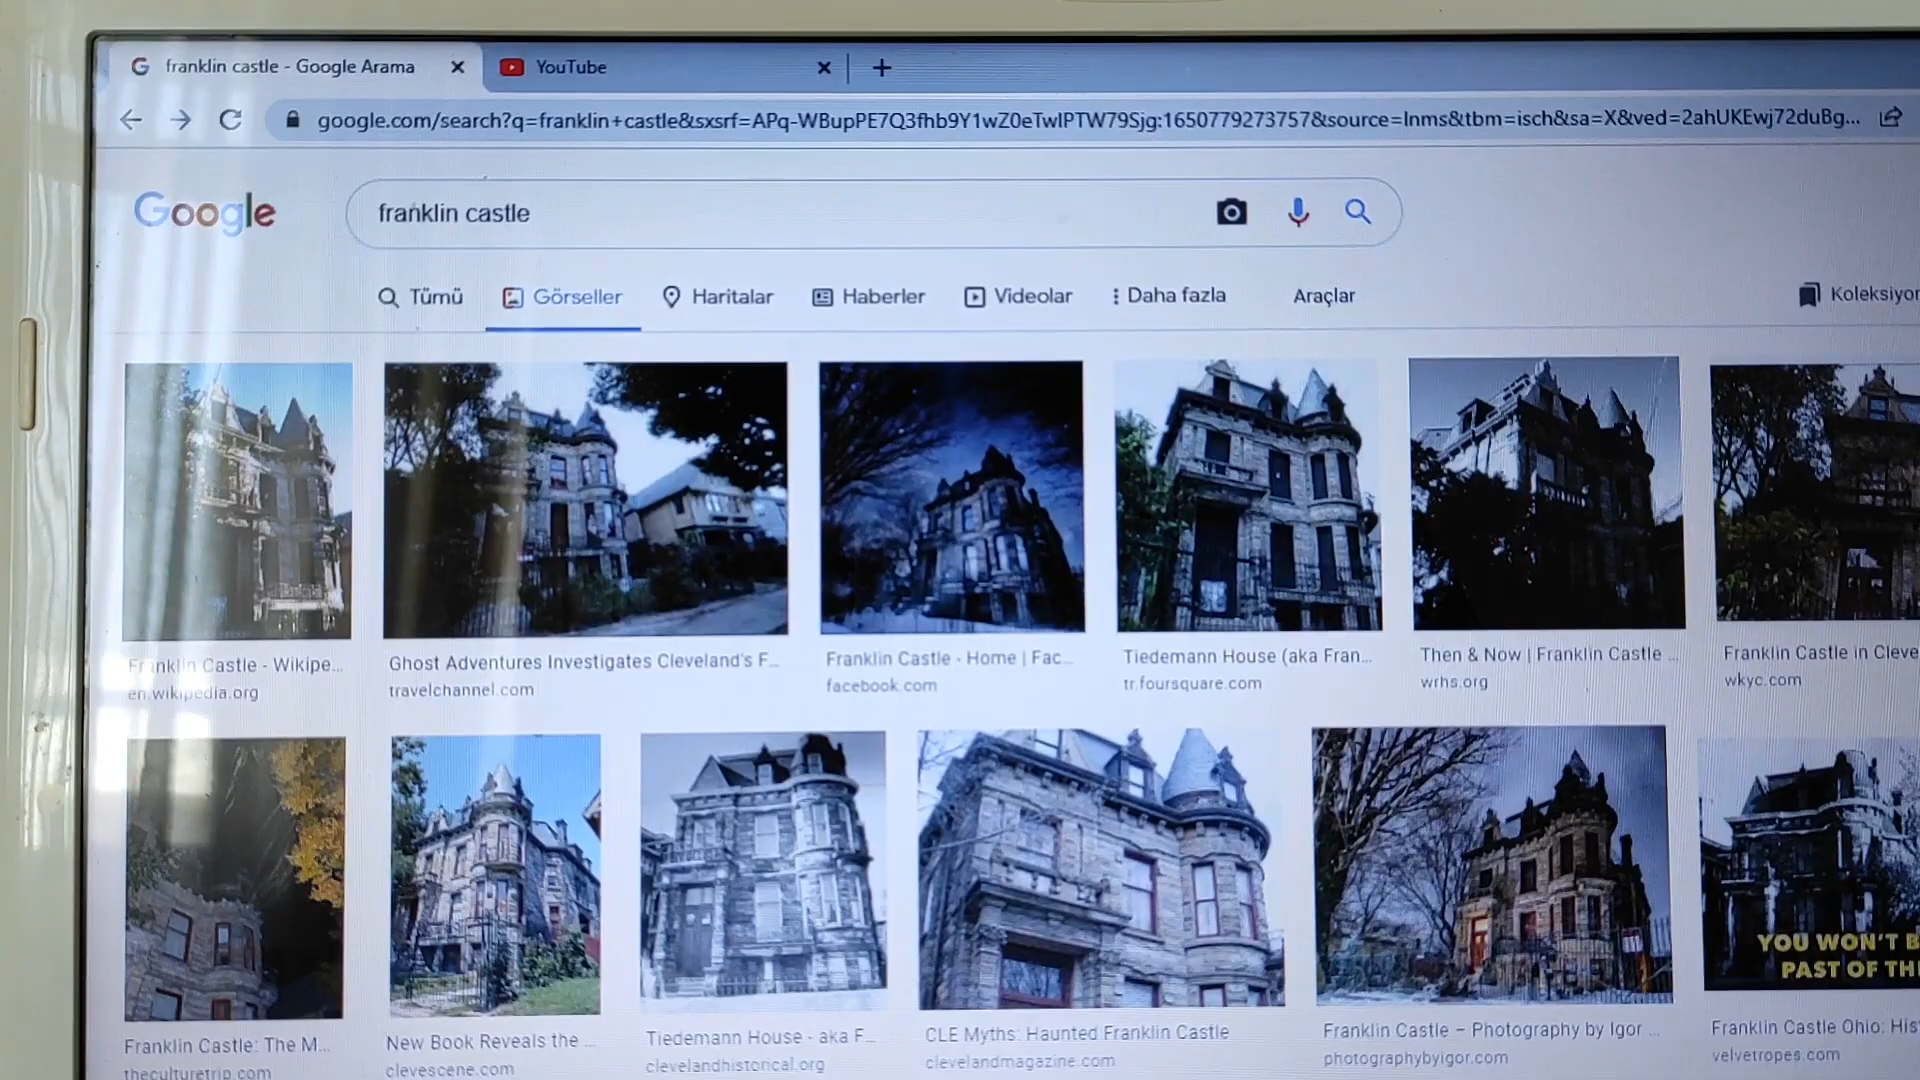 franklin castle - Google Arama
YouTube
google.com/search?q=franklin+castle&sxsrf=APq-WBupPE7Q3fhb9Y1wZ0eTwIPTW79Sjg:1650779273757&source=lnms&tbm=isch&sa=X&ved=2ahUKEwj72duBg...
Google
franklin castle
Tümü Görseller Haritalar Haberler Videolar Daha fazla Araçlar Koleksiyon
Franklin Castle - Wikipe...
en.wikipedia.org
Ghost Adventures Investigates Cleveland's F...
travelchannel.com
Franklin Castle - Home | Fac...
facebook.com
Tiedemann House (aka Fran...
tr.foursquare.com
Then & Now | Franklin Castle ...
wrhs.org
Franklin Castle in Cleve
wkyc.com
YOU WON'T B
PAST OF TH
Franklin Castle: The M...
theculturetrip.com
New Book Reveals the ...
clevescene.com
Tiedemann House - aka F...
clevelandhistorical.org
CLE Myths: Haunted Franklin Castle
clevelandmagazine.com
Franklin Castle – Photography by Igor ...
photographybyigor.com
Franklin Castle Ohio: His
velvetropes.com